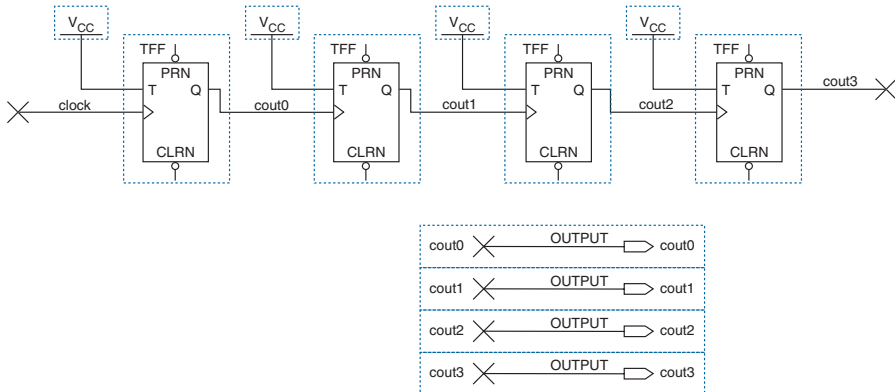 VCC VCC VCC VCC
TFF TFF TFF TFF
PRN PRN PRN PRN
T Q T Q T Q T Q
cout3
clock cout0 cout1 cout2
CLRN CLRN CLRN CLRN
cout0 OUTPUT cout0
cout1 OUTPUT cout1
cout2 OUTPUT cout2
cout3 OUTPUT cout3